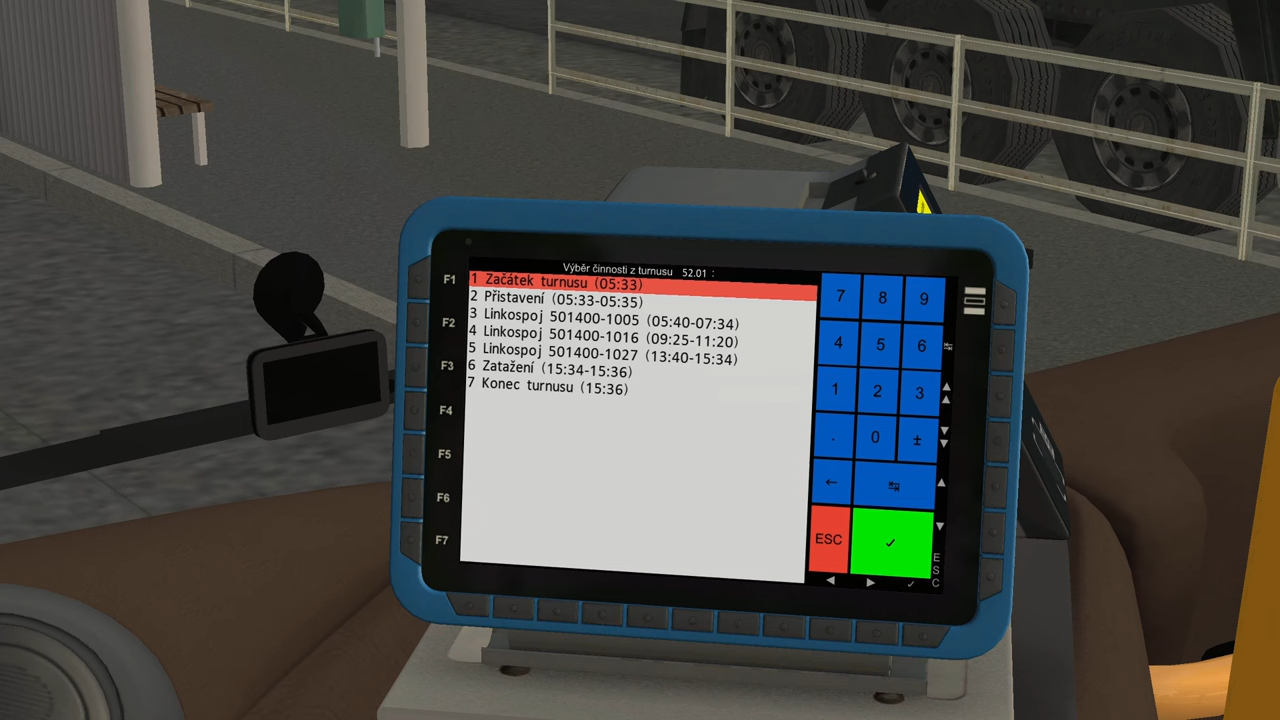 Výběr činnosti z turnusu 52.01 :
1 Začátek turnusu (05:33)
2 Přistavení (05:33-05:35)
3 Linkospoj 501400-1005 (05:40-07:34)
4 Linkospoj 501400-1016 (09:25-11:20)
5 Linkospoj 501400-1027 (13:40-15:34)
6 Zatažení (15:34-15:36)
7 Konec turnusu (15:36)
F1
F2
F3
F4
F5
F6
F7
7 8 9
4 5 6
1 2 3
. 0 ±
←
ESC ✓
ESC